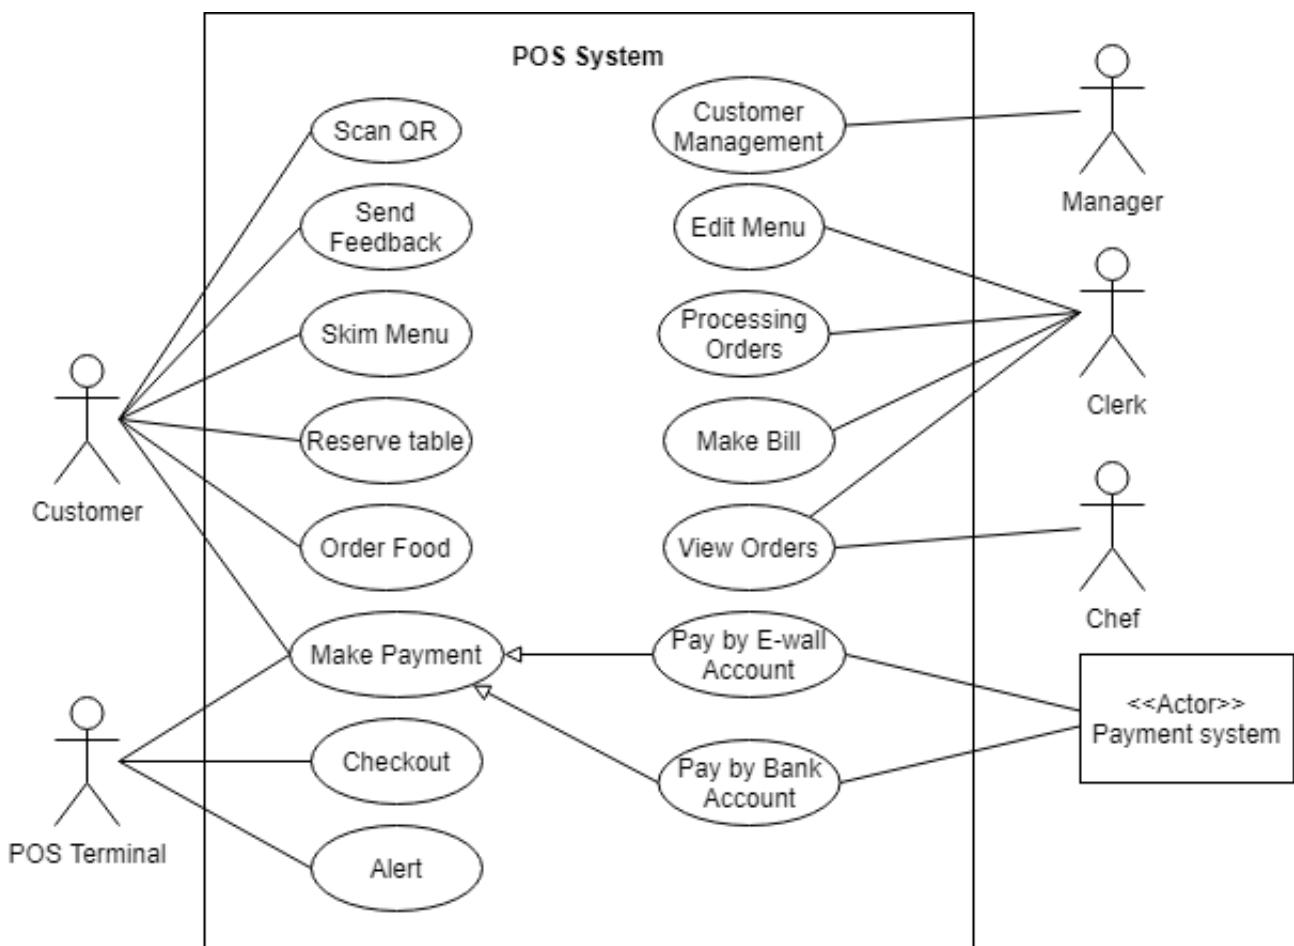 POS System
Scan QR
Send
Feedback
Skim Menu
Reserve table
Order Food
Make Payment
Checkout
Alert
Customer
Management
Edit Menu
Processing
Orders
Make Bill
View Orders
Pay by E-wall
Account
Pay by Bank
Account
Customer
POS Terminal
Manager
Clerk
Chef
<<Actor>>
Payment system